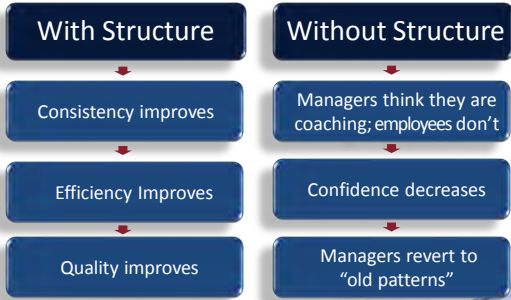 With Structure
Consistency improves
Efficiency Improves
Quality improves
Without Structure
Managers think they are
coaching; employees don't
Confidence decreases
Managers revert to
“old patterns”